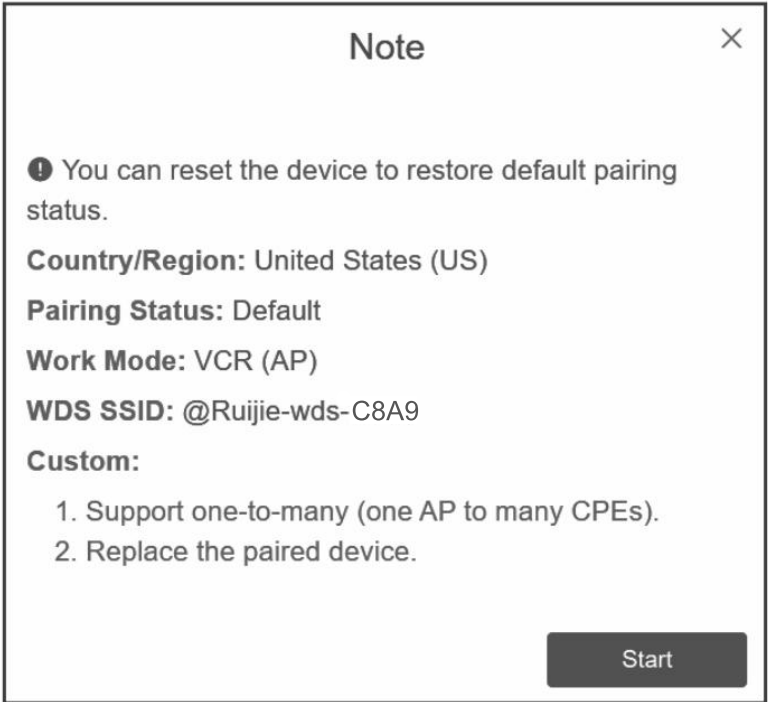 Note
You can reset the device to restore default pairing
status.
Country/Region: United States (US)
Pairing Status: Default
Work Mode: VCR (AP)
WDS SSID: @Ruijie-wds-C8A9
Custom:
1. Support one-to-many (one AP to many CPEs).
2. Replace the paired device.
Start